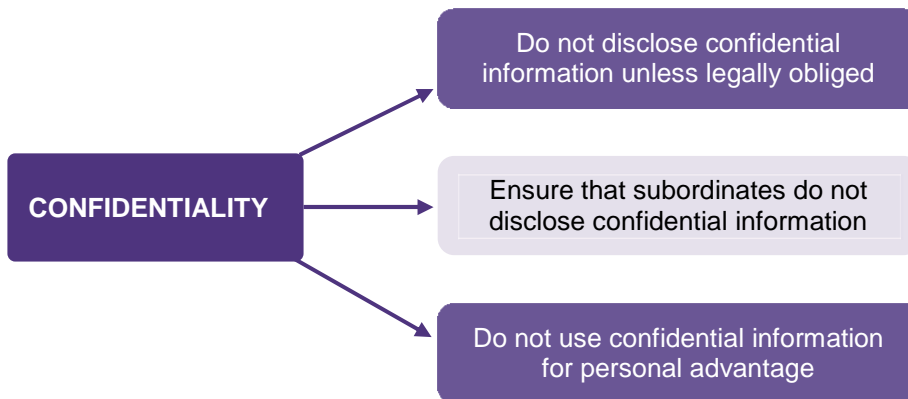 Do not disclose confidential
information unless legally obliged
CONFIDENTIALITY
Ensure that subordinates do not
disclose confidential information
Do not use confidential information
for personal advantage